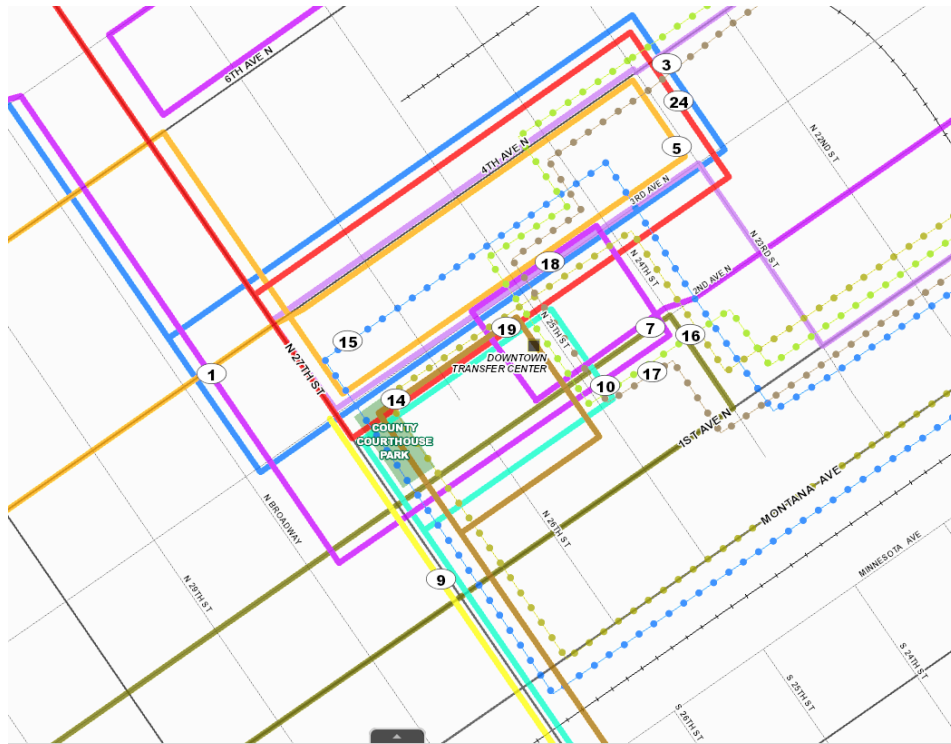 6TH AVE N
3
24
N 22ND ST
4TH AVE N
5
3RD AVE N
N 23RD ST
18
N 24TH ST
2ND AVE N
N 25TH ST
19
7
16
15
DOWNTOWN
TRANSFER CENTER
N 27TH ST
1
17
10
14
COUNTY
COURTHOUSE
PARK
1ST AVE N
MONTANA AVE
N BROADWAY
N 26TH ST
MINNESOTA AVE
9
N 29TH ST
S 24TH ST
S 25TH ST
S 26TH ST